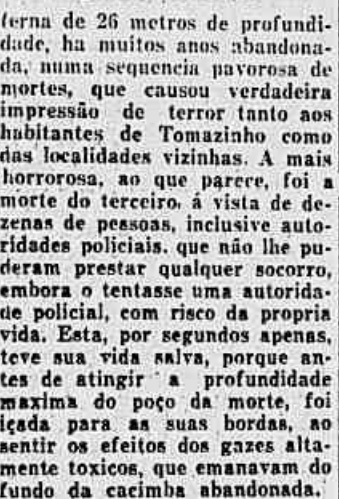 terna de 26 metros de profundi-
dade, ha muitos anos abandona-
da, numa sequencia pavorosa de
mortes, que causou verdadeira
impressão de terror tanto aos
habitantes de Tomazinho como
das localidades vizinhas. A mais
horrorosa, ao que parece, foi a
morte do terceiro, á vista de de-
zenas de pessoas, inclusive auto-
ridades policiais, que não lhe pu-
deram prestar qualquer socorro,
embora o tentasse uma autorida-
de policial, com risco da propria
vida. Esta, por segundos apenas,
teve sua vida salva, porque an-
tes de atingir a profundidade
maxima do poço da morte, foi
içada para as suas bordas, ao
sentir os efeitos dos gazes alta-
mente toxicos, que emanavam do
fundo da cacimba abandonada.